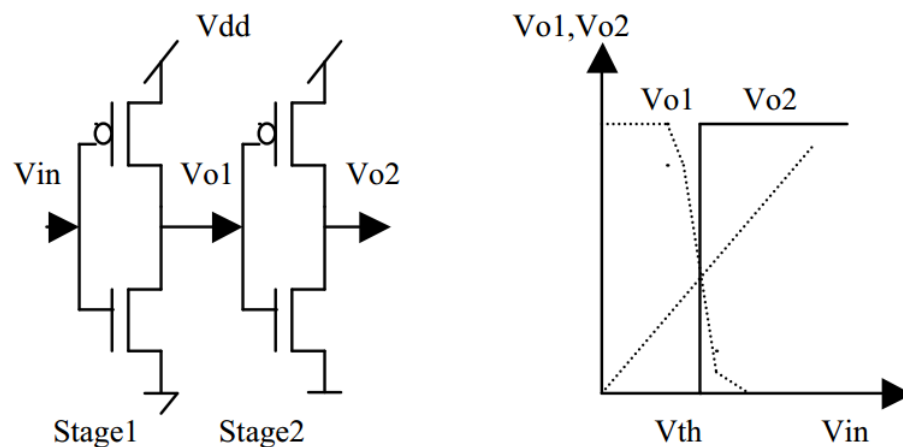 Vdd
Vin
Vo1
Vo2
Stage1
Stage2
Vo1,Vo2
Vo1
Vo2
Vth
Vin